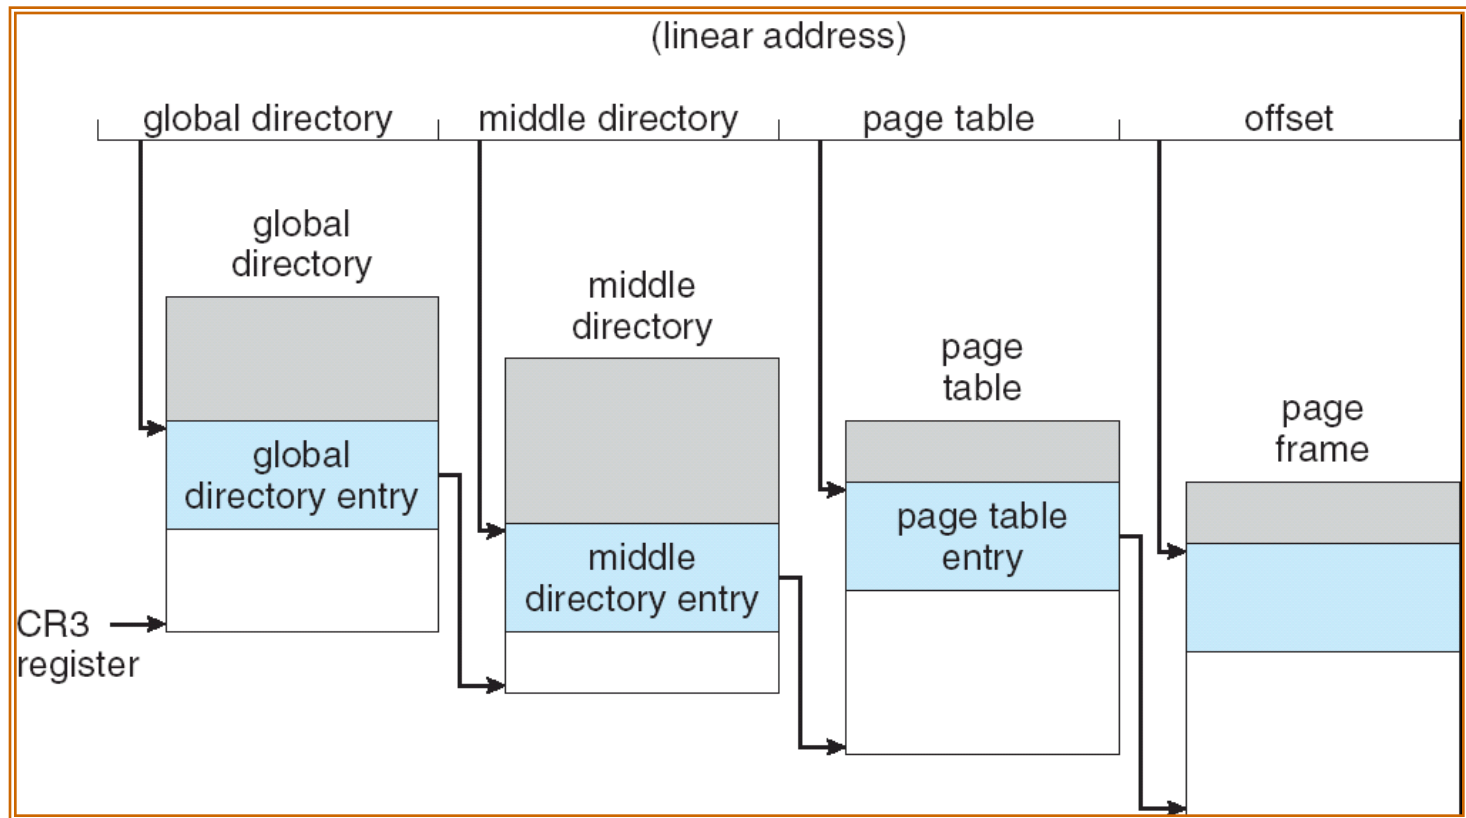 (linear address)
global directory
middle directory
page table
offset
global
directory
middle
directory
page
table
page
frame
global
directory entry
page table
entry
middle
directory entry
CR3
register